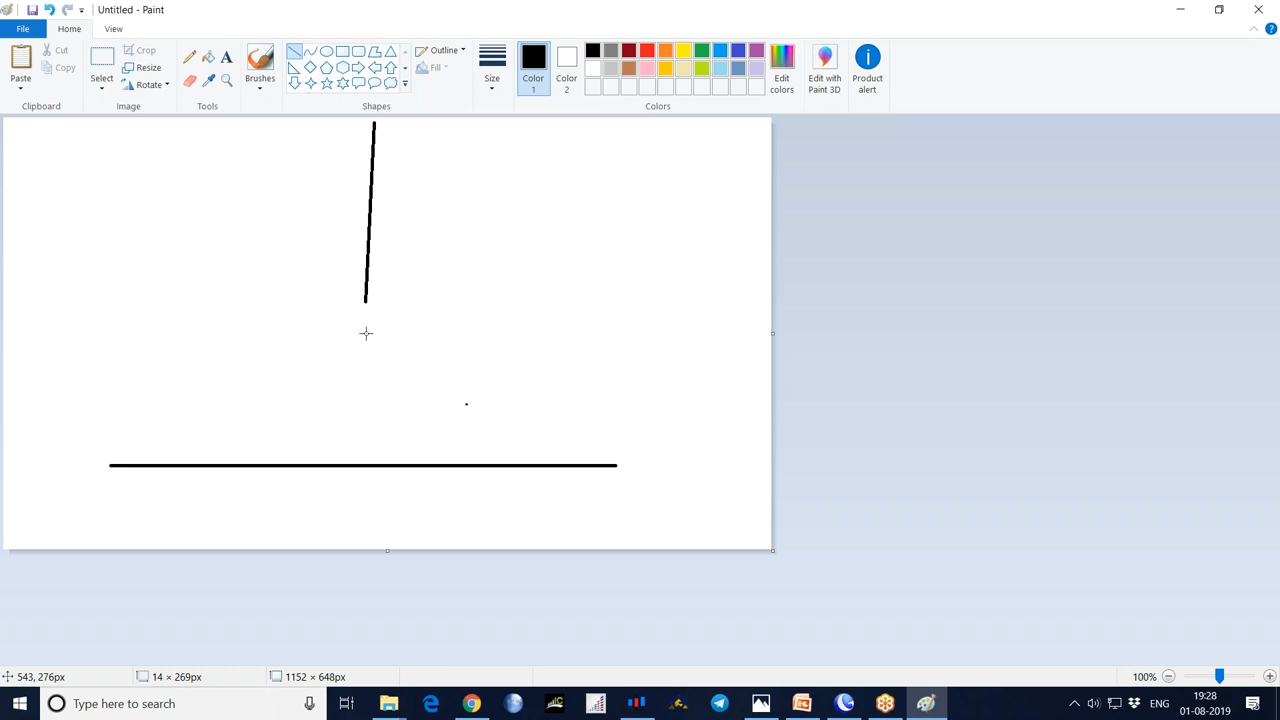 Untitled - Paint
File
Home
View
Paste
Cut
Copy
Clipboard
Select
Crop
Resize
Rotate
Image
A
Tools
Brushes
Outline
Fill
Shapes
Size
Color
1
Color
2
Colors
Edit
colors
Edit with
Paint 3D
Product
alert
543, 276px
14 × 269px
1152 × 648px
100%
Type here to search
ENG
19:28
01-08-2019